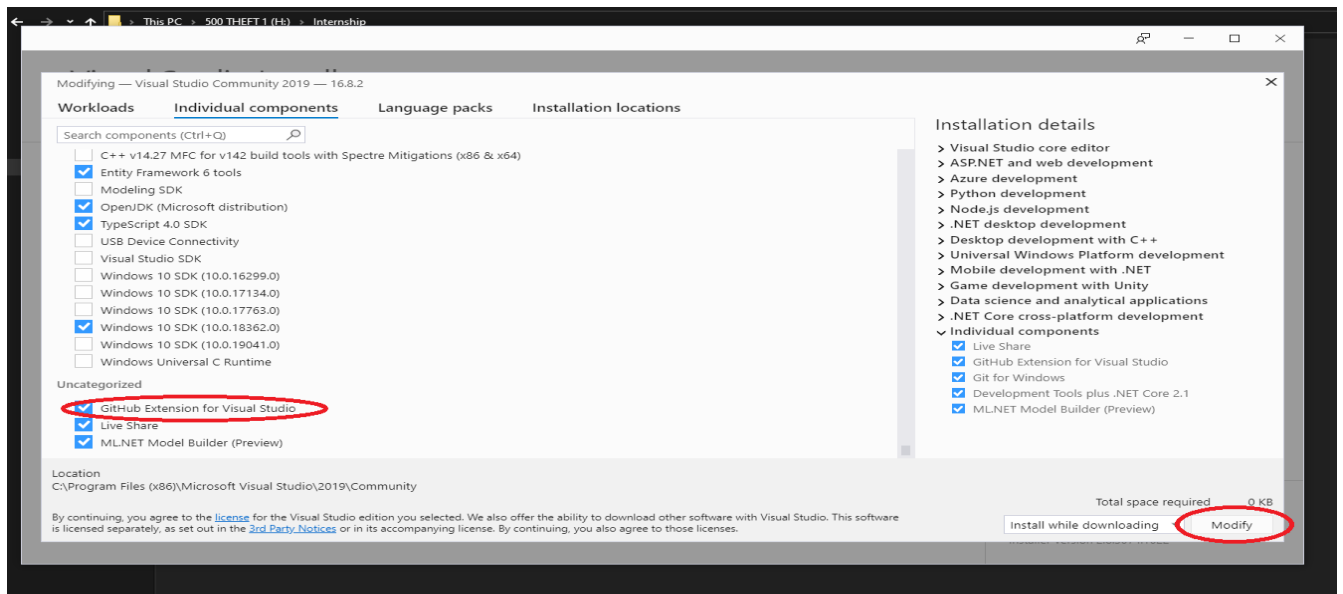 This PC > 500 THEFT 1 (H:) > Internship
Modifying — Visual Studio Community 2019 — 16.8.2
Workloads Individual components Language packs Installation locations
Search components (Ctrl+Q)
C++ v14.27 MFC for v142 build tools with Spectre Mitigations (x86 & x64)
Entity Framework 6 tools
Modeling SDK
OpenJDK (Microsoft distribution)
TypeScript 4.0 SDK
USB Device Connectivity
Visual Studio SDK
Windows 10 SDK (10.0.16299.0)
Windows 10 SDK (10.0.17134.0)
Windows 10 SDK (10.0.17763.0)
Windows 10 SDK (10.0.18362.0)
Windows 10 SDK (10.0.19041.0)
Windows Universal C Runtime
Uncategorized
GitHub Extension for Visual Studio
Live Share
ML.NET Model Builder (Preview)
Installation details
Visual Studio core editor
ASP.NET and web development
Azure development
Python development
Node.js development
.NET desktop development
Desktop development with C++
Universal Windows Platform development
Mobile development with .NET
Game development with Unity
Data science and analytical applications
.NET Core cross-platform development
Individual components
Live Share
GitHub Extension for Visual Studio
Git for Windows
Development Tools plus .NET Core 2.1
ML.NET Model Builder (Preview)
Location
C:\Program Files (x86)\Microsoft Visual Studio\2019\Community
By continuing, you agree to the license for the Visual Studio edition you selected. We also offer the ability to download other software with Visual Studio. This software
is licensed separately, as set out in the 3rd Party Notices or in its accompanying license. By continuing, you also agree to those licenses.
Total space required 0 KB
Install while downloading Modify